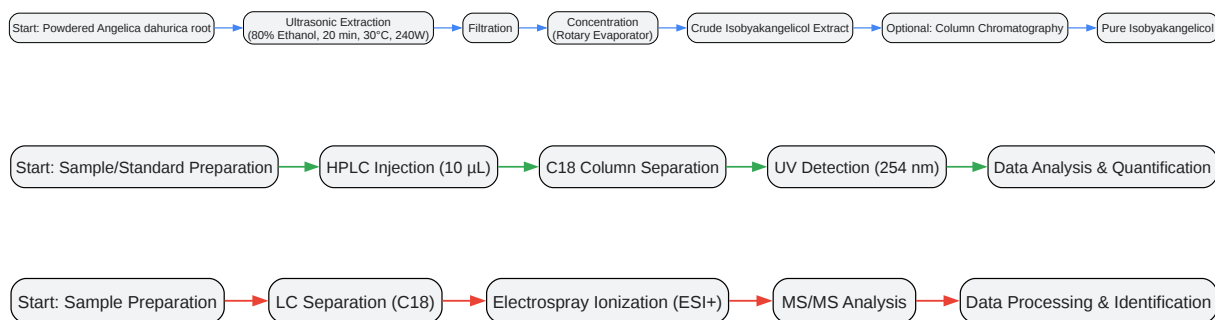 Start: Powdered Angelica dahurica root
Ultrasonic Extraction
(80% Ethanol, 20 min, 30°C, 240W)
Filtration
Concentration
(Rotary Evaporator)
Crude Isobyakangelicol Extract
Optional: Column Chromatography
Pure Isobyakangelicol
Start: Sample/Standard Preparation
HPLC Injection (10 µL)
C18 Column Separation
UV Detection (254 nm)
Data Analysis & Quantification
Start: Sample Preparation
LC Separation (C18)
Electrospray Ionization (ESI+)
MS/MS Analysis
Data Processing & Identification